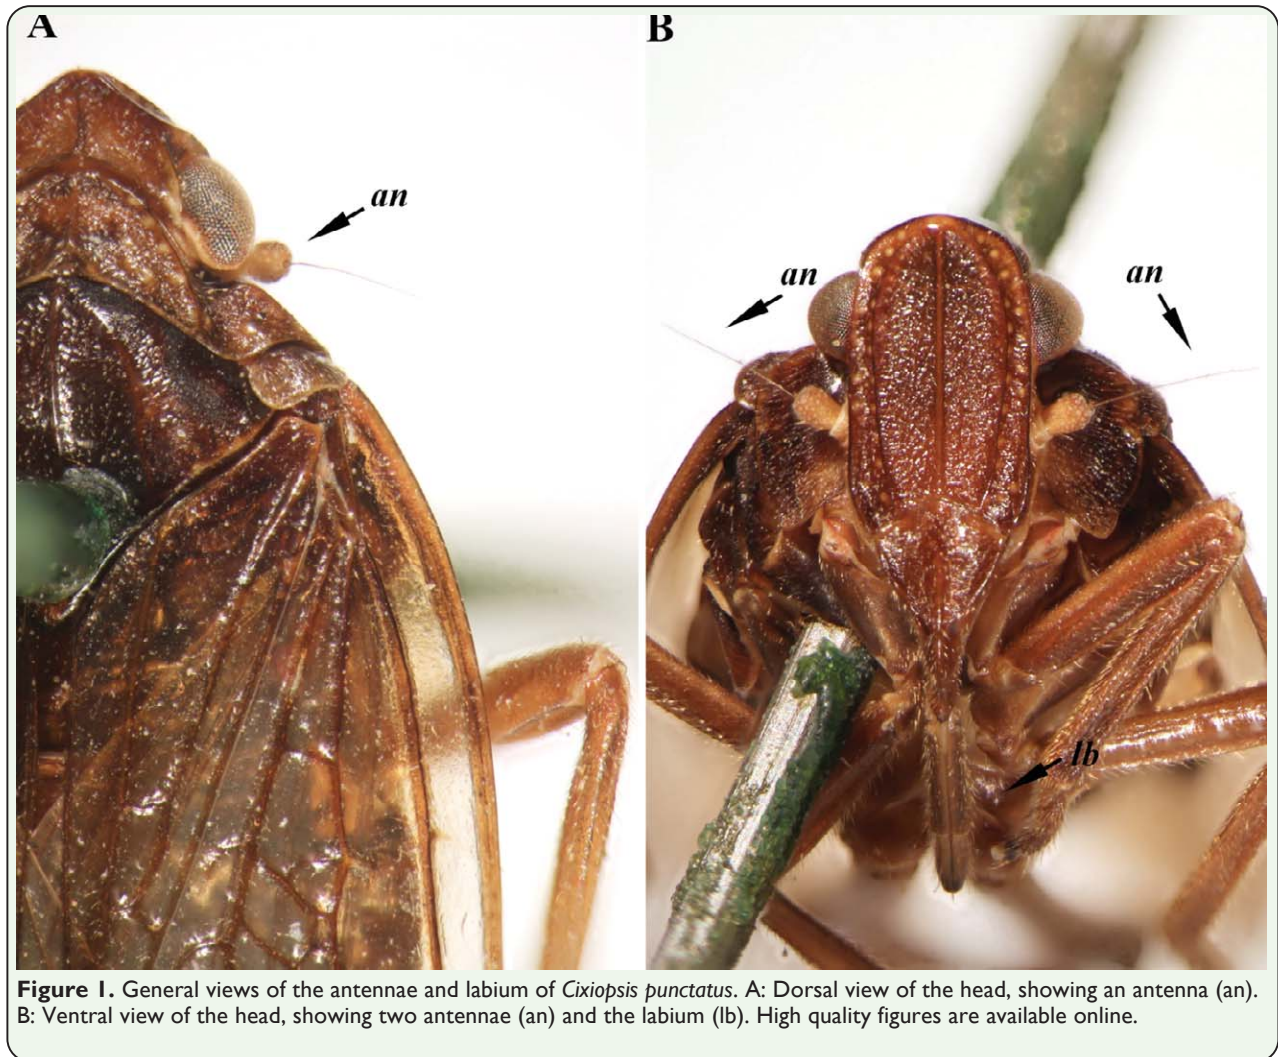 A
B
an
an
an
lb
Figure 1. General views of the antennae and labium of Cixiopsis punctatus. A: Dorsal view of the head, showing an antenna (an).
B: Ventral view of the head, showing two antennae (an) and the labium (lb). High quality figures are available online.